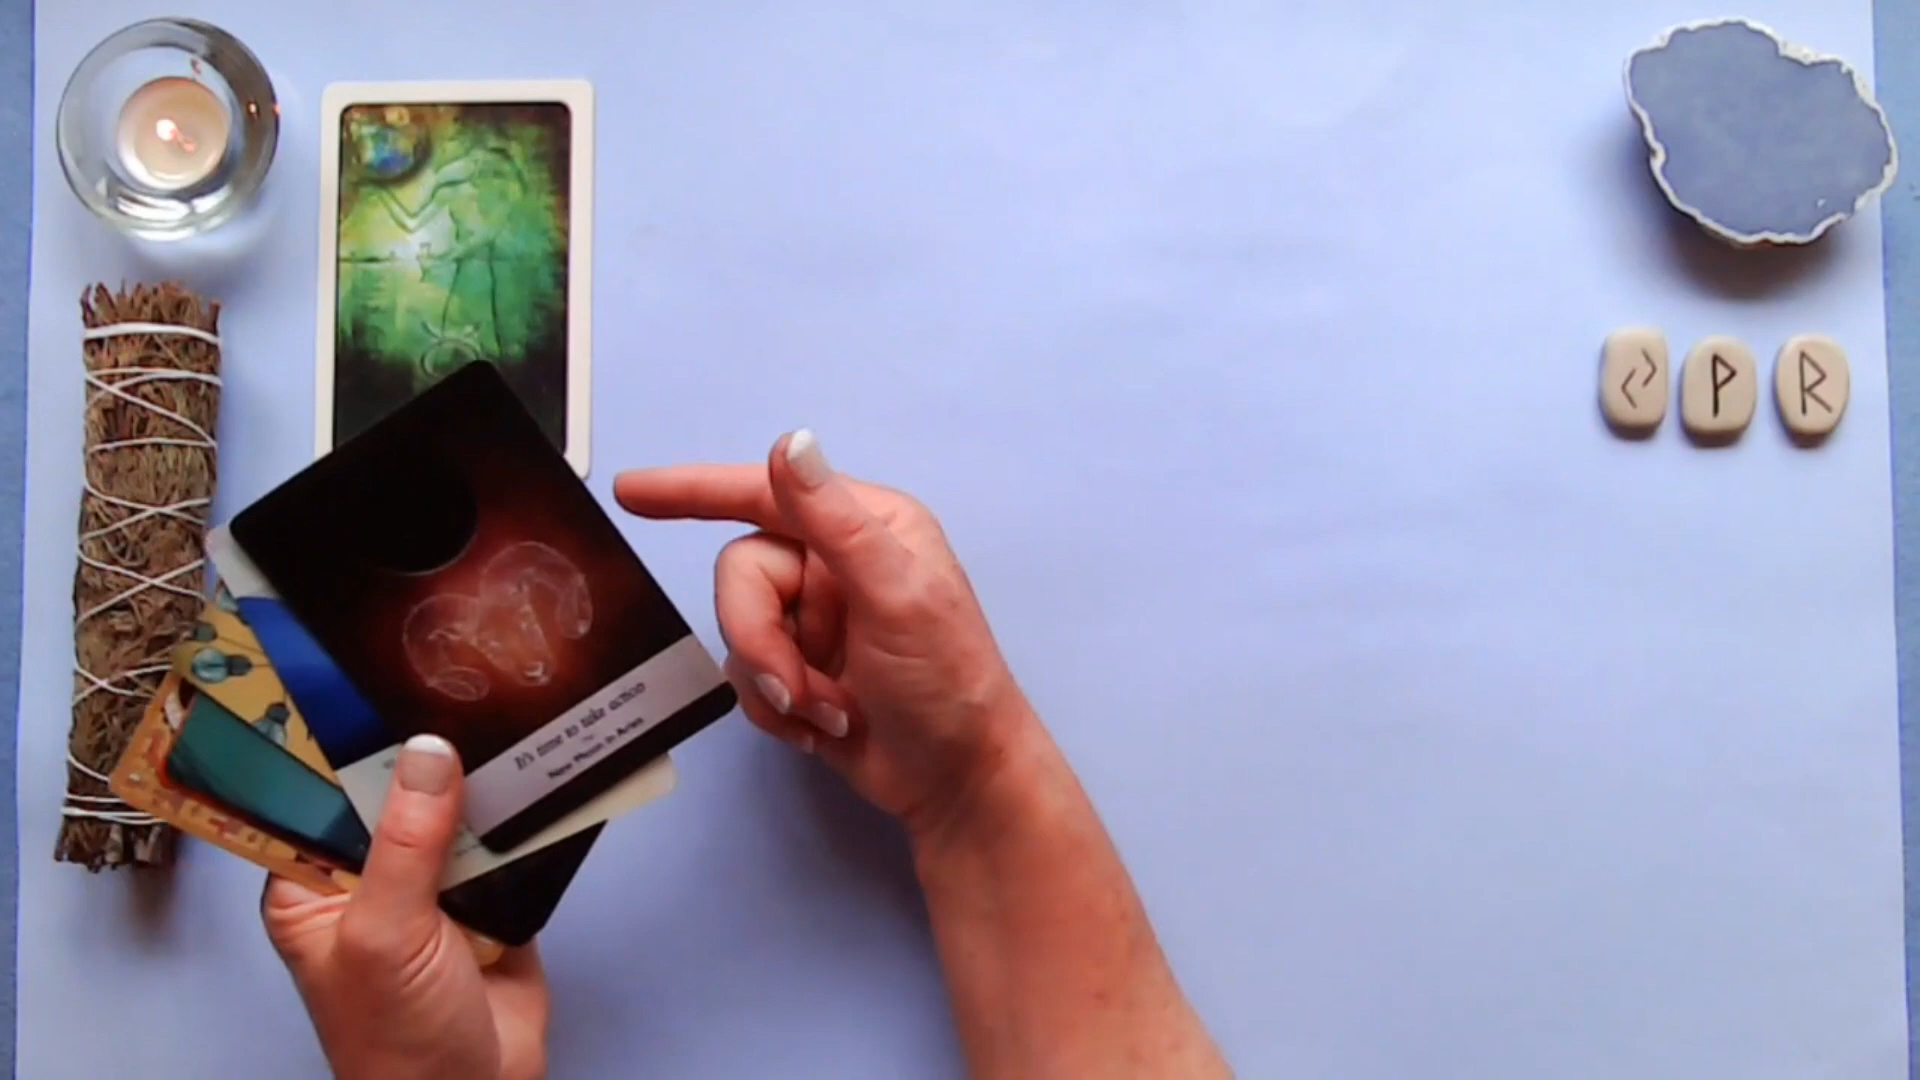 It's time to take action
~
New Moon in Aries
ᛃ ᚹ ᚱ